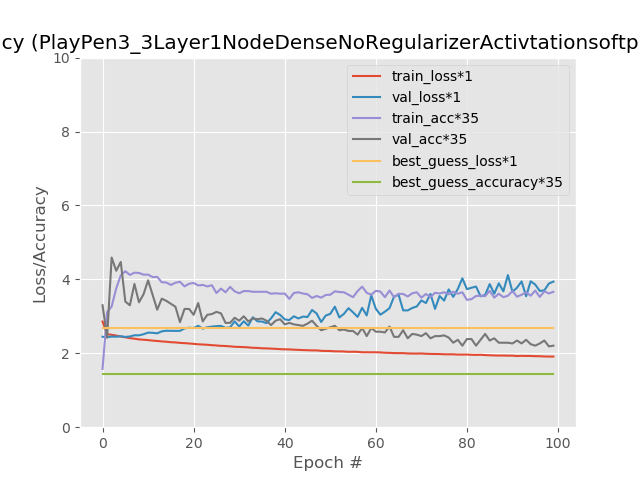 cy (PlayPen3_3Layer1NodeDenseNoRegularizerActivtationsoftp
Loss/Accuracy
10
8
6
4
2
0
train_loss*1
val_loss*1
train_acc*35
val_acc*35
best_guess_loss*1
best_guess_accuracy*35
0 20 40 60 80 100
Epoch #